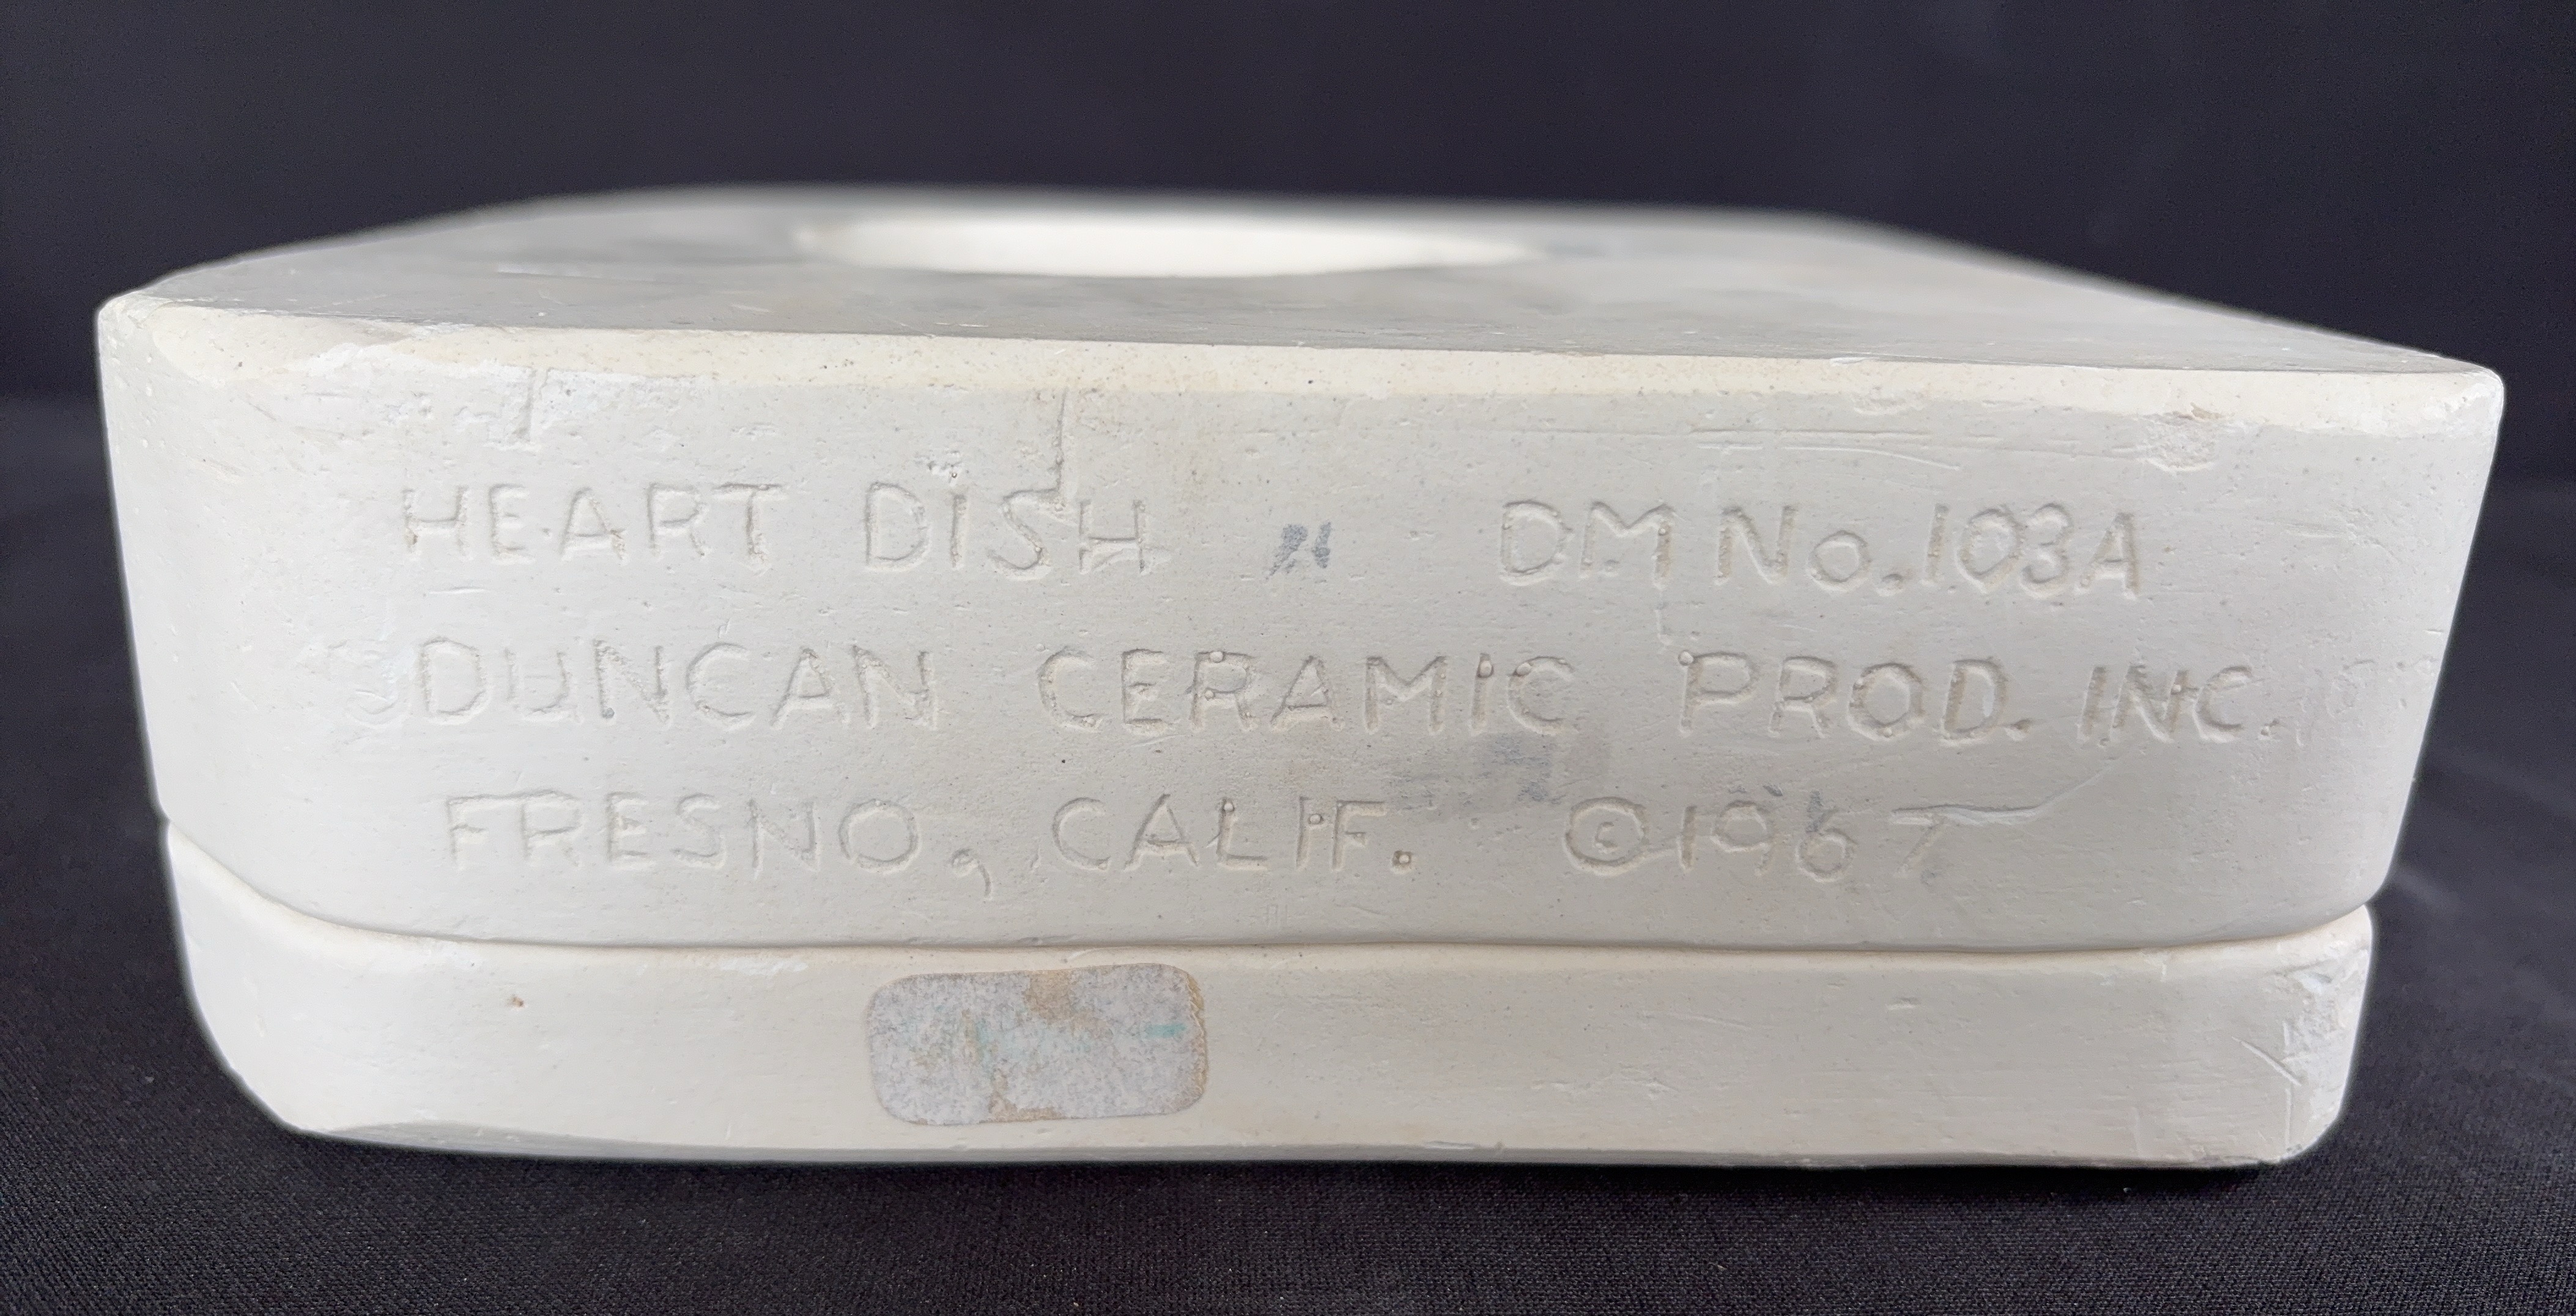 HEART DISH DM No. 103A
DUNCAN CERAMIC PROD. INC.
FRESNO, CALIF. ©1967